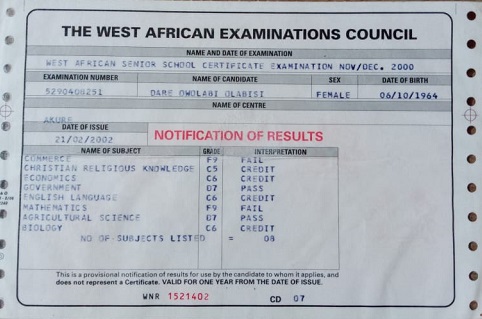 THE WEST AFRICAN EXAMINATIONS COUNCIL
NAME AND DATE OF EXAMINATION
WEST AFRICAN SENIOR SCHOOL CERTIFICATE EXAMINATION NOV/DEC. 2000
EXAMINATION NUMBER NAME OF CANDIDATE SEX DATE OF BIRTH
5290408251 DARE OWOLABI OLABISI FEMALE 06/10/1964
NAME OF CENTRE
AKURE
DATE OF ISSUE
21/02/2002 NOTIFICATION OF RESULTS
NAME OF SUBJECT GRADE INTERPRETATION
COMMERCE F9 FAIL
CHRISTIAN RELIGIOUS KNOWLEDGE C5 CREDIT
ECONOMICS C6 CREDIT
GOVERNMENT D7 PASS
ENGLISH LANGUAGE C6 CREDIT
MATHEMATICS F9 FAIL
AGRICULTURAL SCIENCE D7 PASS
BIOLOGY C6 CREDIT
NO OF SUBJECTS LISTED = 08
This is a provisional notification of results for use by the candidate to whom it applies, and
does not represent a Certificate. VALID FOR ONE YEAR FROM THE DATE OF ISSUE.
WNR 1521402 CD 07